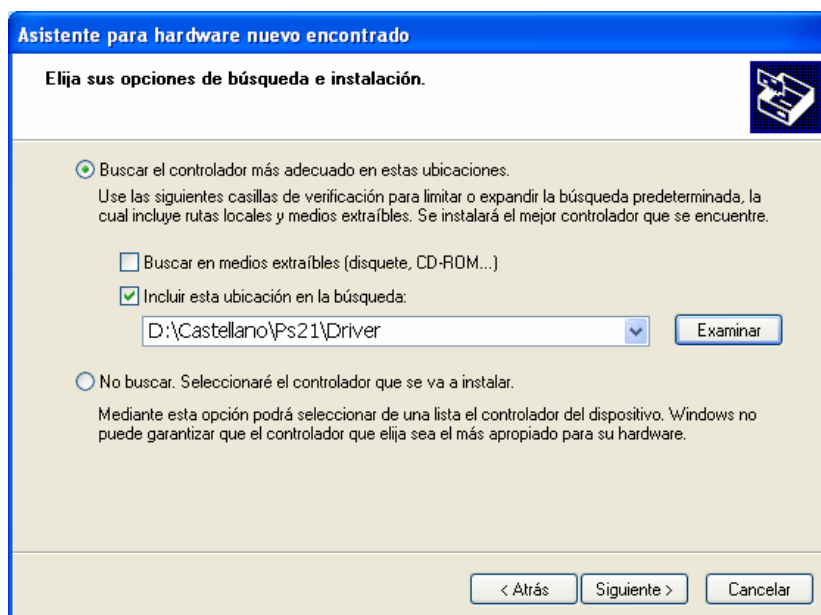 Asistente para hardware nuevo encontrado
Elija sus opciones de búsqueda e instalación.
Buscar el controlador más adecuado en estas ubicaciones.
Use las siguientes casillas de verificación para limitar o expandir la búsqueda predeterminada, la
cual incluye rutas locales y medios extraíbles. Se instalará el mejor controlador que se encuentre.
Buscar en medios extraíbles (disquete, CD-ROM...)
Incluir esta ubicación en la búsqueda:
D:\Castellano\Ps21\Driver
Examinar
No buscar. Seleccionaré el controlador que se va a instalar.
Mediante esta opción podrá seleccionar de una lista el controlador del dispositivo. Windows no
puede garantizar que el controlador que elija sea el más apropiado para su hardware.
< Atrás
Siguiente >
Cancelar